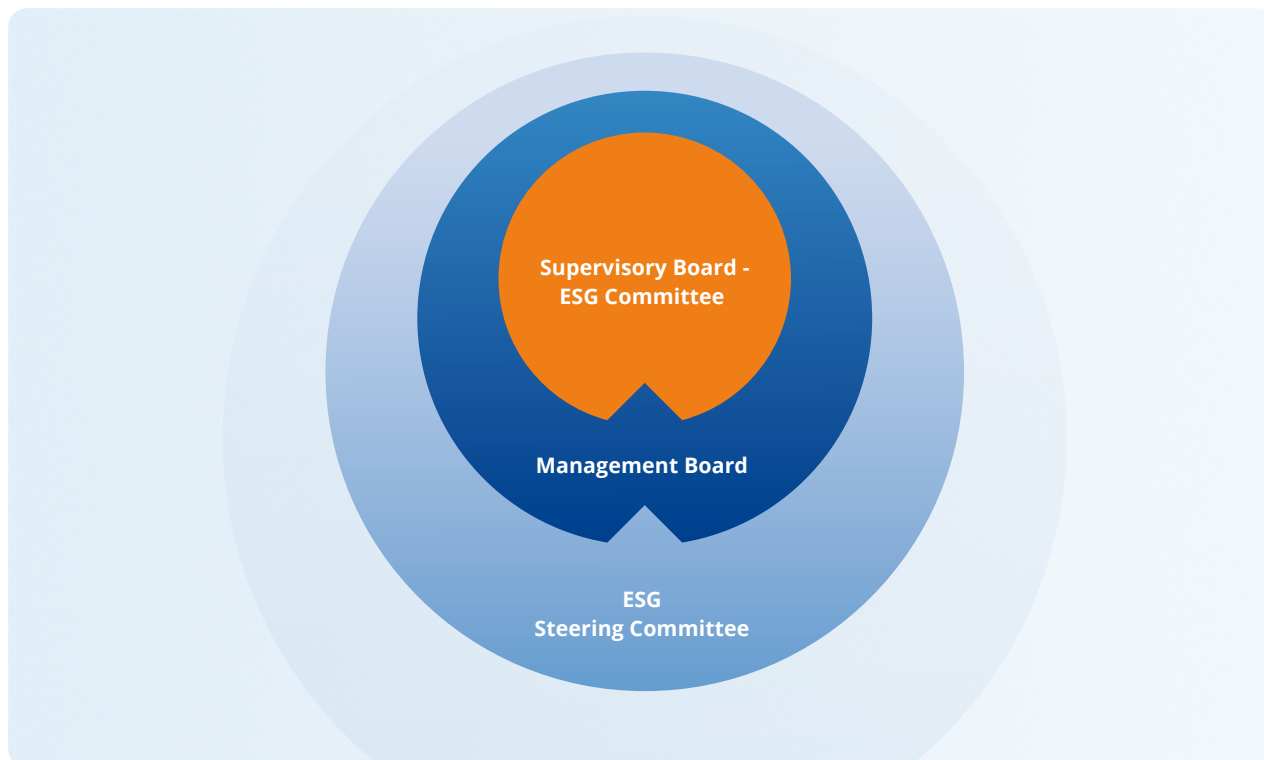 Supervisory Board -
ESG Committee
Management Board
ESG
Steering Committee